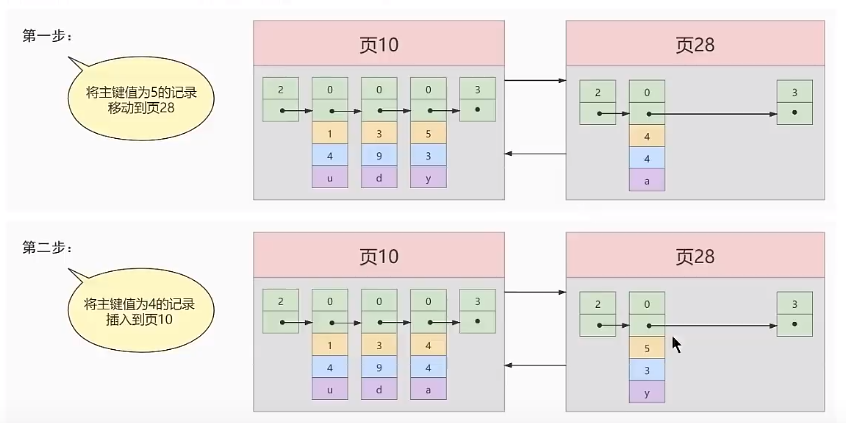 第一步：
将主键值为5的记录
移动到页28
页10
2 0 0 0 3
1 3 5
4 9 3
u d y
页28
2 0 3
4
4
a
第二步：
将主键值为4的记录
插入到页10
页10
2 0 0 0 3
1 3 4
4 9 4
u d a
页28
2 0 3
5
3
y